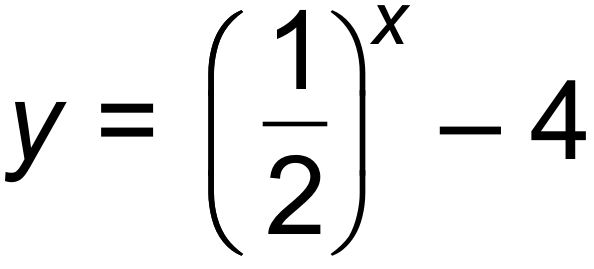 y = (1/2)^x – 4